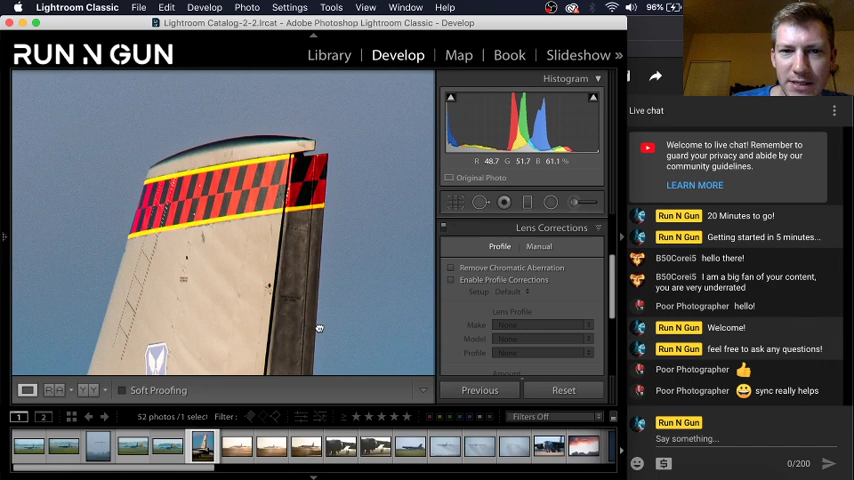 Lightroom Classic File Edit Develop Photo Settings Tools View Window Help 96%
Lightroom Catalog-2-2.lrcat - Adobe Photoshop Lightroom Classic - Develop
RUN N GUN
Library | Develop | Map | Book | Slideshow »
Histogram
R 48.7 G 51.7 B 61.1 %
Original Photo
Lens Corrections
Profile Manual
Remove Chromatic Aberration
Enable Profile Corrections
Setup Default
Lens Profile
Make None
Model None
Profile None
Amount
Soft Proofing
Previous Reset
1 2 52 photos /1 select Filter: Filters Off
Live chat
Welcome to live chat! Remember to
guard your privacy and abide by our
community guidelines.
LEARN MORE
Run N Gun 20 Minutes to go!
Run N Gun Getting started in 5 minutes...
B50Corei5 hello there!
B50Corei5 I am a big fan of your content,
you are very underrated
Poor Photographer hello!
Run N Gun Welcome!
Run N Gun feel free to ask any questions!
Poor Photographer 👍
Poor Photographer 😀 sync really helps
Run N Gun
Say something...
0/200